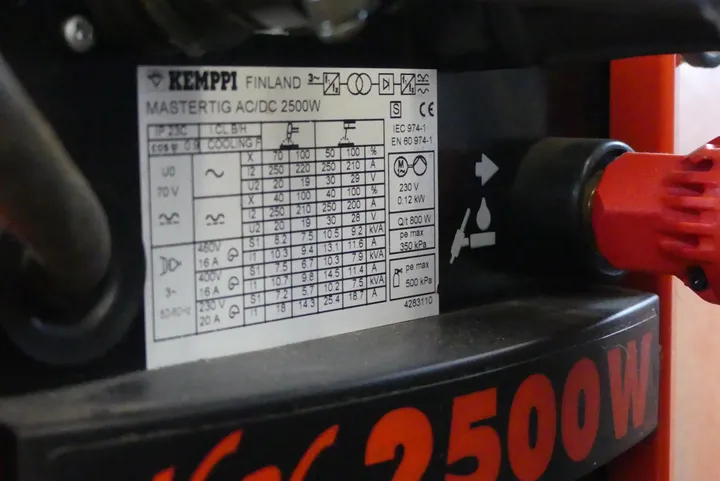 KEMPPI FINLAND 3~
MASTERTIG AC/DC 2500W
S CE
IP 23C I.CL B/H
cos φ 0.9 COOLING F
IEC 974-1
EN 60 974-1
X 70 100 50 100 %
U0 I2 250 220 250 210 A
70 V U2 20 19 30 29 V
X 40 100 40 100 %
I2 250 210 250 200 A
U2 20 19 30 28 V
M
230 V
0.12 kW
Q/t 800 W
pe max
350 kPa
pe max
500 kPa
460V S1 8.2 7.5 10.5 9.2 kVA
16 A I1 10.3 9.4 13.1 11.6 A
400V S1 7.5 6.7 10.3 7.9 kVA
3~ 16 A I1 10.7 9.8 14.5 11.4 A
50/60Hz 230 V S1 7.2 5.7 10.2 7.5 kVA
20 A I1 18 14.3 25.4 18.7 A
4283110
2500W